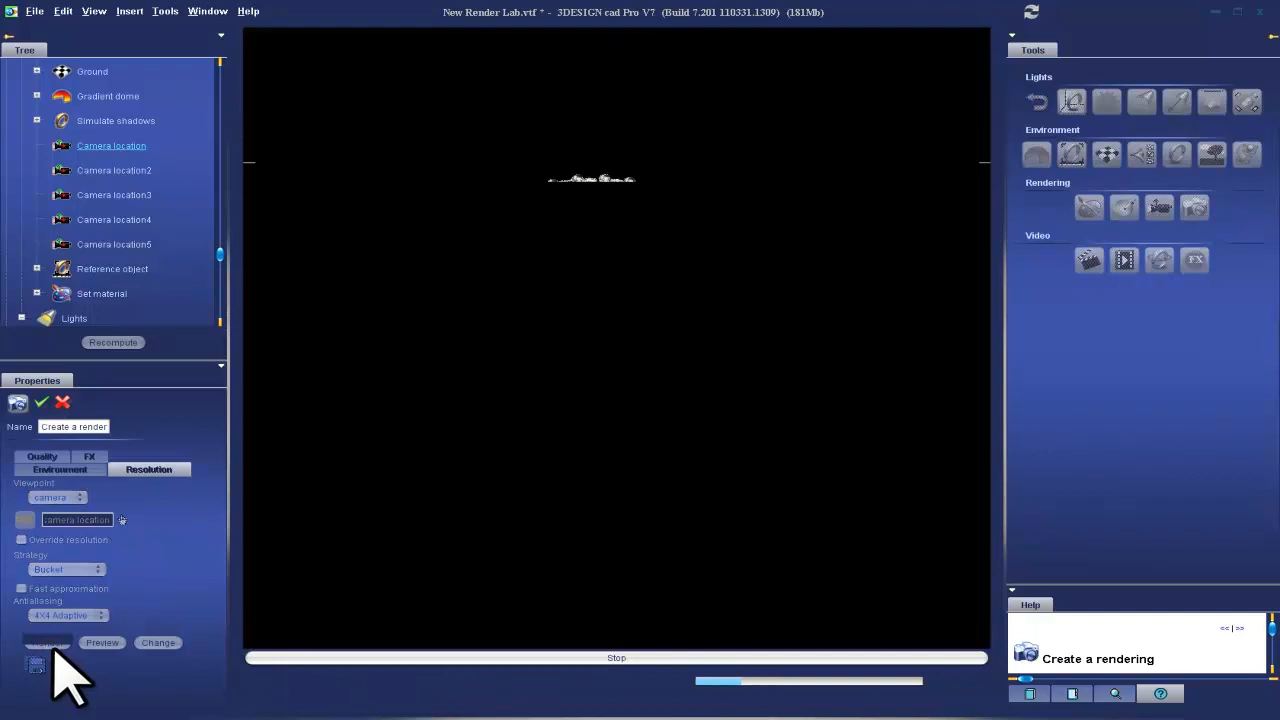 File Edit View Insert Tools Window Help
New Render Lab.vtf * - 3DESIGN cad Pro V7 (Build 7.201 110331.1309) (181Mb)
Tree
Ground
Gradient dome
Simulate shadows
Camera location
Camera location2
Camera location3
Camera location4
Camera location5
Reference object
Set material
Lights
Recompute
Properties
Name Create a render
Quality FX
Environment Resolution
Viewpoint
camera
camera location
Override resolution
Strategy
Bucket
Fast approximation
Antialiasing
4X4 Adaptive
Preview Change
Stop
Tools
Lights
Environment
Rendering
Video
FX
Help
<< | >>
Create a rendering